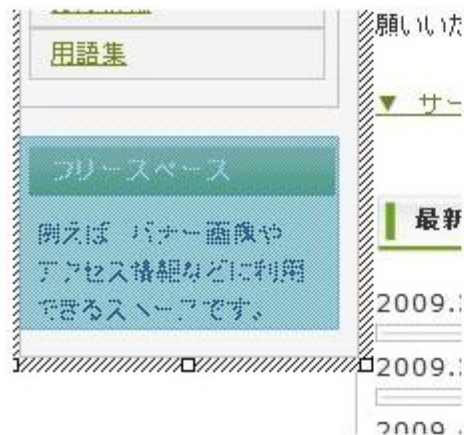 用語集
フリースペース
例えば バナー画像や
アクセス情報などに利用
できるスペースです。
願いいた
▼ サー
最新
2009.
2009.
2009.